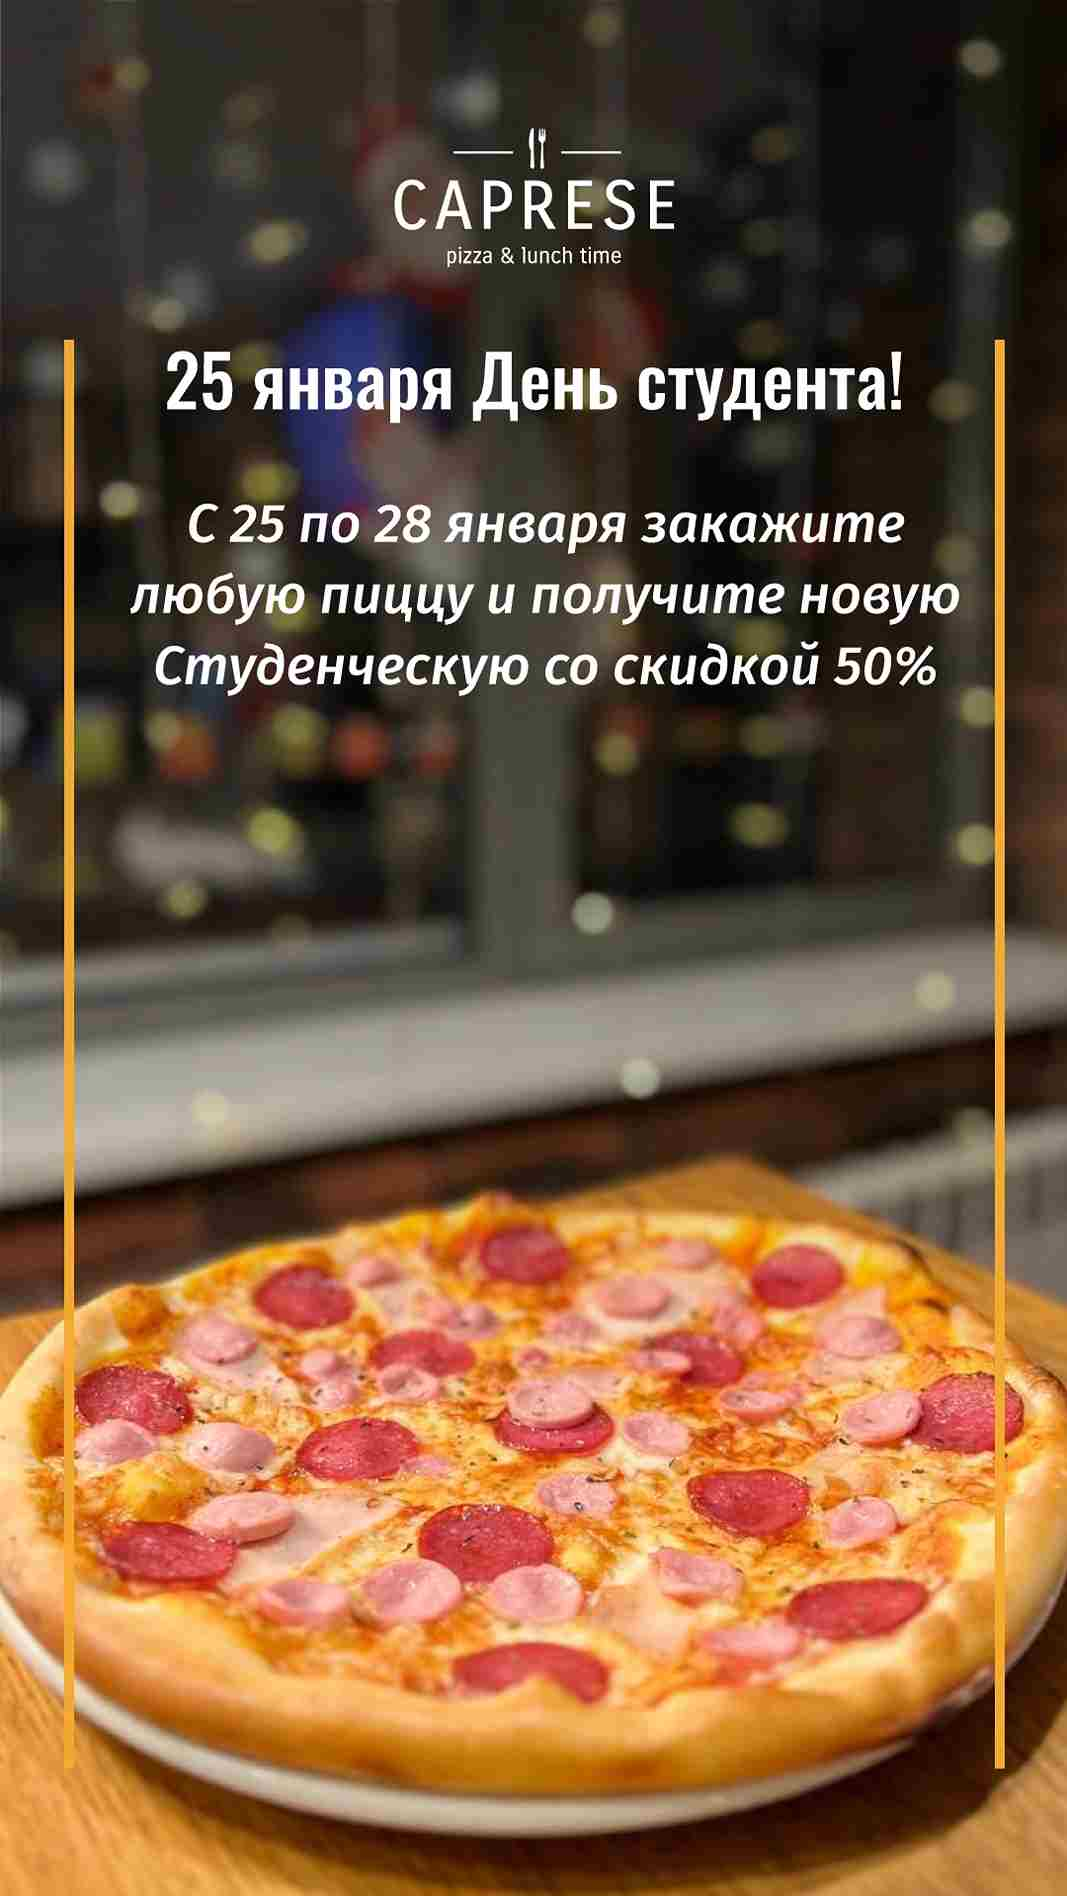 CAPRESE
pizza & lunch time
25 января День студента!
С 25 по 28 января закажите
любую пиццу и получите новую
Студенческую со скидкой 50%